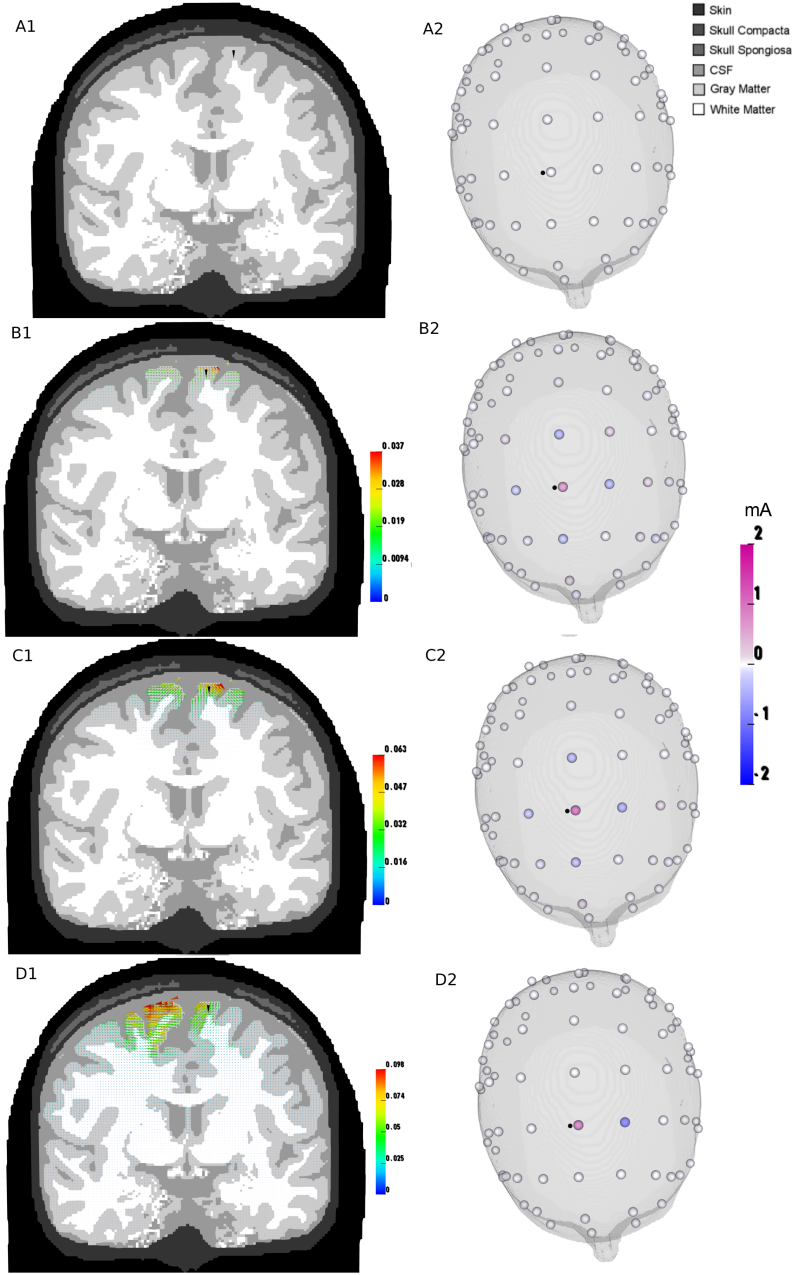 A1
A2
Skin
Skull Compacta
Skull Spongiosa
CSF
Gray Matter
White Matter
B1
B2
0.037
0.028
0.019
0.0094
0
mA
2
1
0
-1
-2
C1
C2
0.063
0.047
0.032
0.016
0
D1
D2
0.098
0.074
0.05
0.025
0